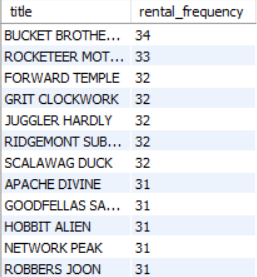 title rental_frequency
BUCKET BROTHE... 34
ROCKETEER MOT... 33
FORWARD TEMPLE 32
GRIT CLOCKWORK 32
JUGGLER HARDLY 32
RIDGEMONT SUB... 32
SCALAWAG DUCK 32
APACHE DIVINE 31
GOODFELLAS SA... 31
HOBBIT ALIEN 31
NETWORK PEAK 31
ROBBERS JOON 31